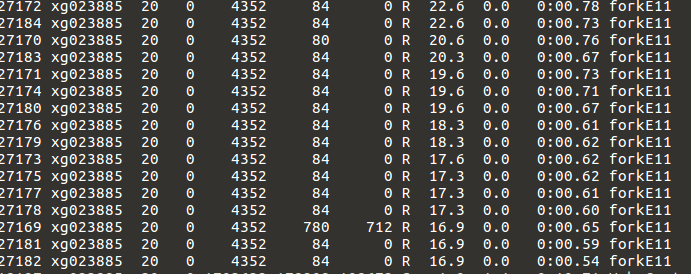 27172 xg023885 20 0 4352 84 0 R 22.6 0.0 0:00.78 forkE11
27184 xg023885 20 0 4352 84 0 R 22.6 0.0 0:00.73 forkE11
27170 xg023885 20 0 4352 80 0 R 20.6 0.0 0:00.76 forkE11
27183 xg023885 20 0 4352 84 0 R 20.3 0.0 0:00.67 forkE11
27171 xg023885 20 0 4352 84 0 R 19.6 0.0 0:00.73 forkE11
27174 xg023885 20 0 4352 84 0 R 19.6 0.0 0:00.71 forkE11
27180 xg023885 20 0 4352 84 0 R 19.6 0.0 0:00.67 forkE11
27176 xg023885 20 0 4352 84 0 R 18.3 0.0 0:00.61 forkE11
27179 xg023885 20 0 4352 84 0 R 18.3 0.0 0:00.62 forkE11
27173 xg023885 20 0 4352 84 0 R 17.6 0.0 0:00.62 forkE11
27175 xg023885 20 0 4352 84 0 R 17.3 0.0 0:00.62 forkE11
27177 xg023885 20 0 4352 84 0 R 17.3 0.0 0:00.61 forkE11
27178 xg023885 20 0 4352 84 0 R 17.3 0.0 0:00.60 forkE11
27169 xg023885 20 0 4352 780 712 R 16.9 0.0 0:00.65 forkE11
27181 xg023885 20 0 4352 84 0 R 16.9 0.0 0:00.59 forkE11
27182 xg023885 20 0 4352 84 0 R 16.9 0.0 0:00.54 forkE11